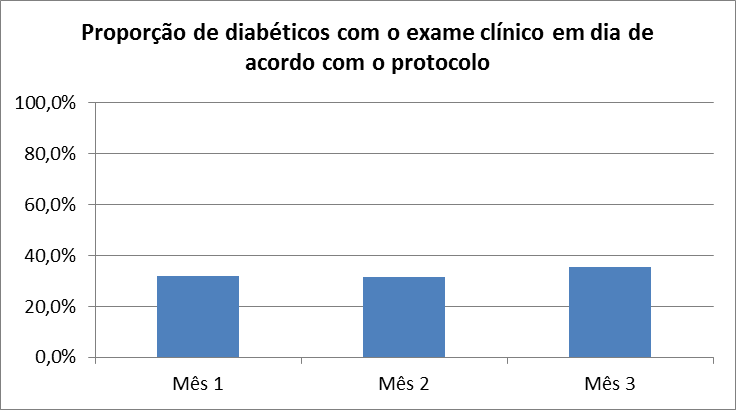 Proporção de diabéticos com o exame clínico em dia de
acordo com o protocolo
100,0%
80,0%
60,0%
40,0%
20,0%
0,0%
Mês 1
Mês 2
Mês 3